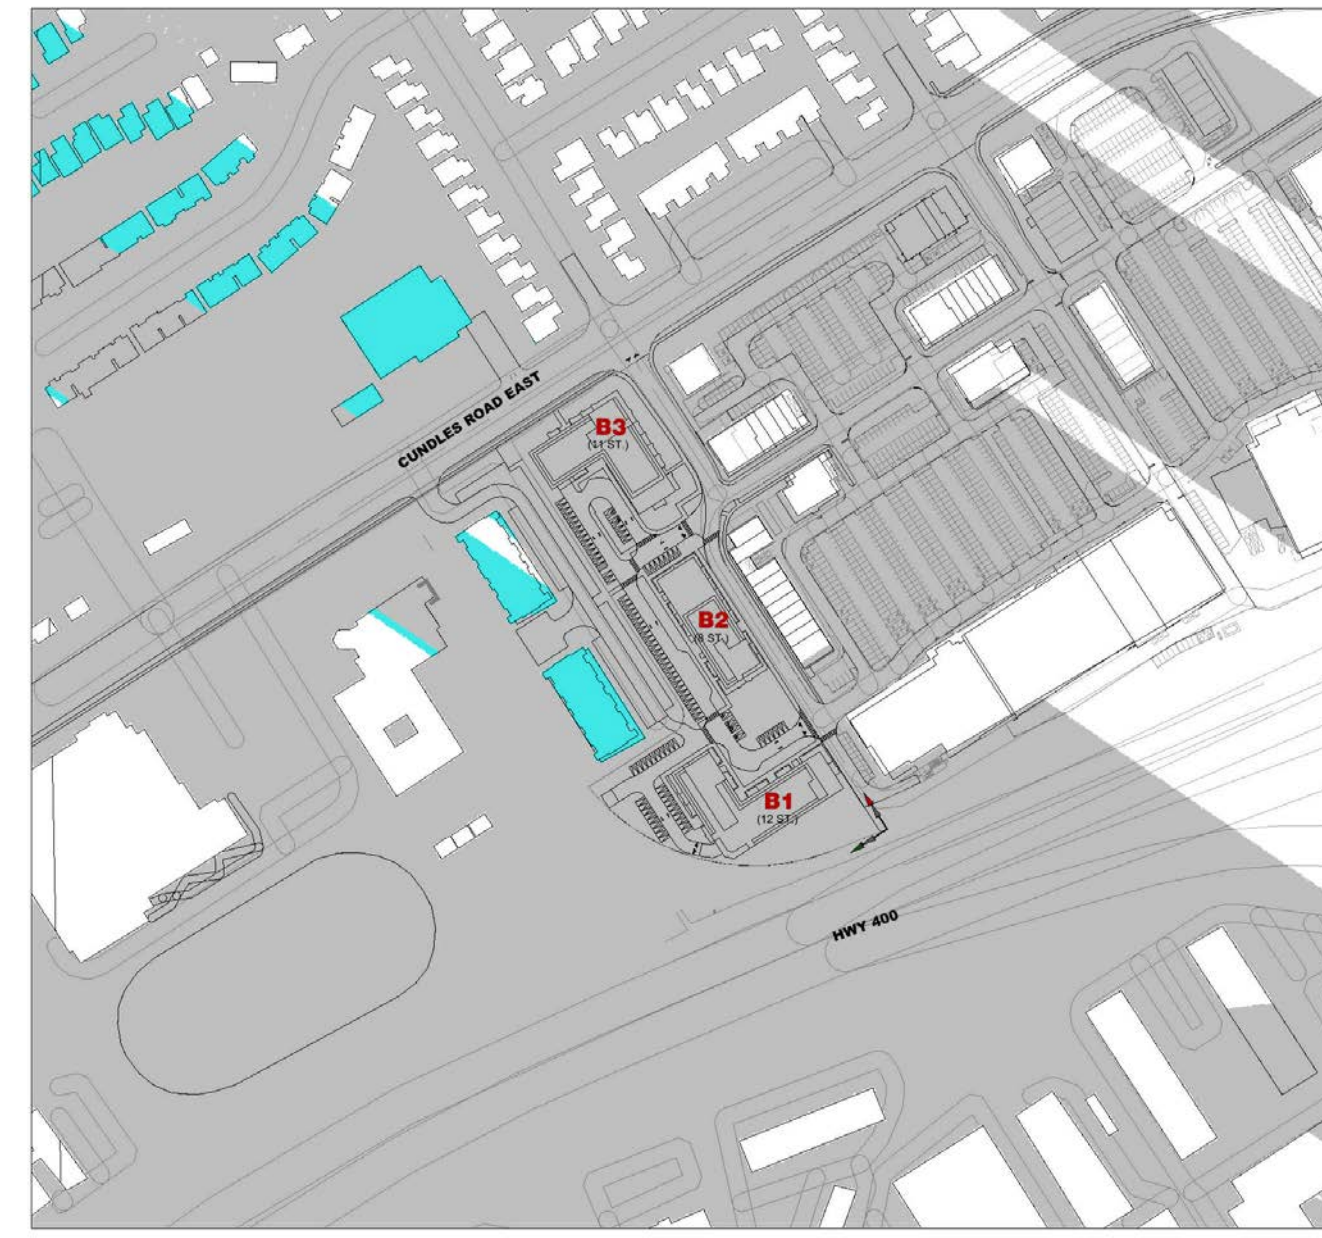 CUNDLES ROAD EAST
B3
(11 ST.)
B2
(8 ST.)
B1
(12 ST.)
HWY 400